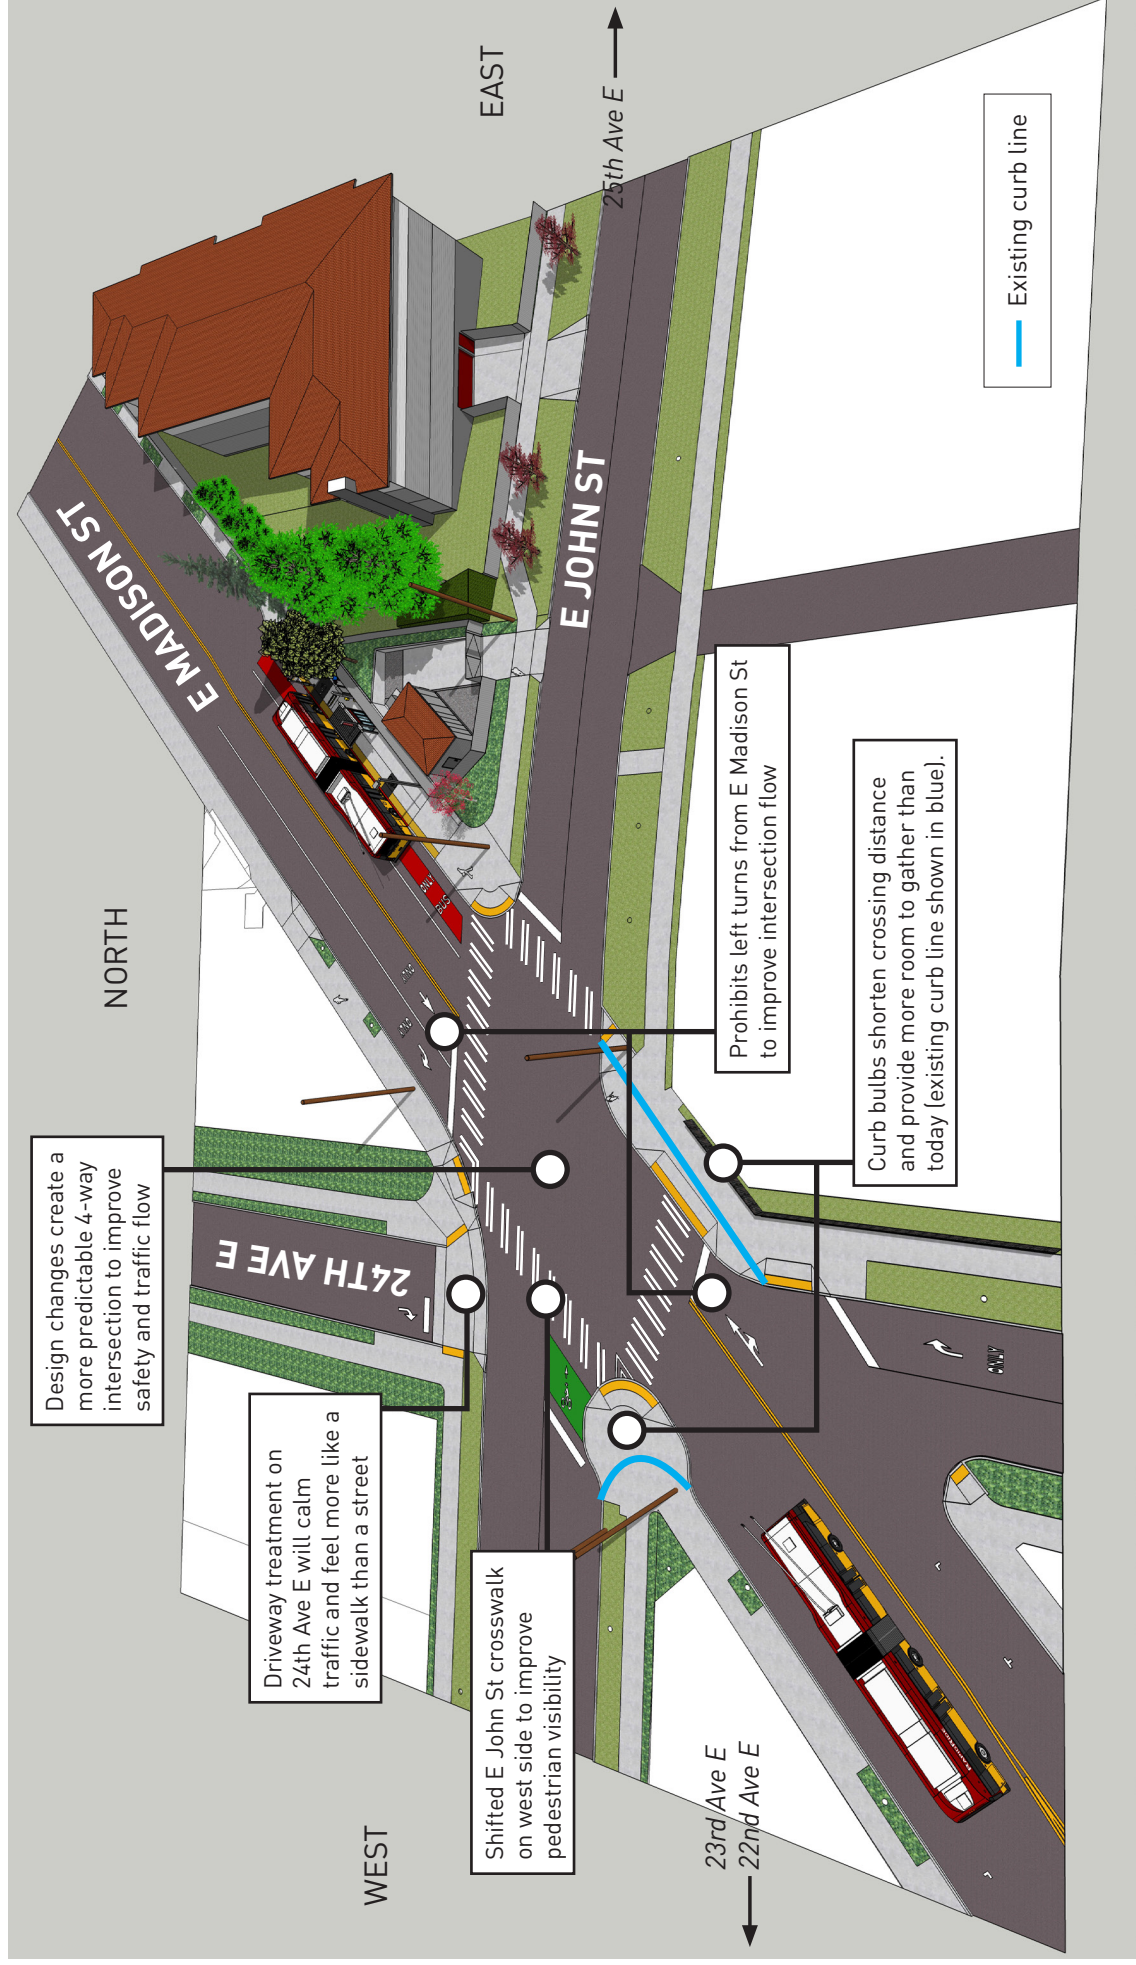 NORTH
EAST
WEST
25th Ave E
23rd Ave E
22nd Ave E
E MADISON ST
E JOHN ST
24TH AVE E
Design changes create a
more predictable 4-way
intersection to improve
safety and traffic flow
Driveway treatment on
24th Ave E will calm
traffic and feel more like a
sidewalk than a street
Shifted E John St crosswalk
on west side to improve
pedestrian visibility
Prohibits left turns from E Madison St
to improve intersection flow
Curb bulbs shorten crossing distance
and provide more room to gather than
today (existing curb line shown in blue).
Existing curb line
BUS
ONLY